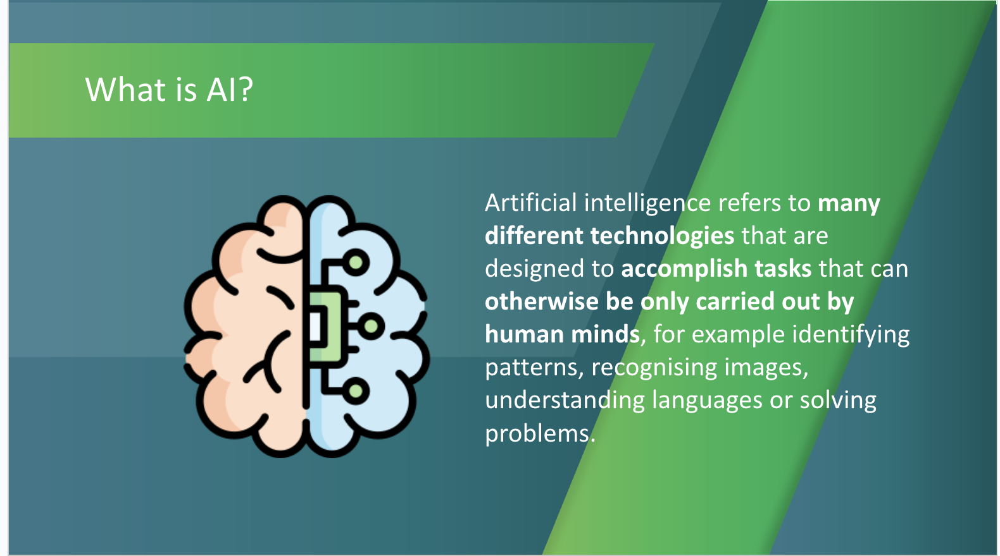 What is AI?
Artificial intelligence refers to many
different technologies that are
designed to accomplish tasks that can
otherwise be only carried out by
human minds, for example identifying
patterns, recognising images,
understanding languages or solving
problems.